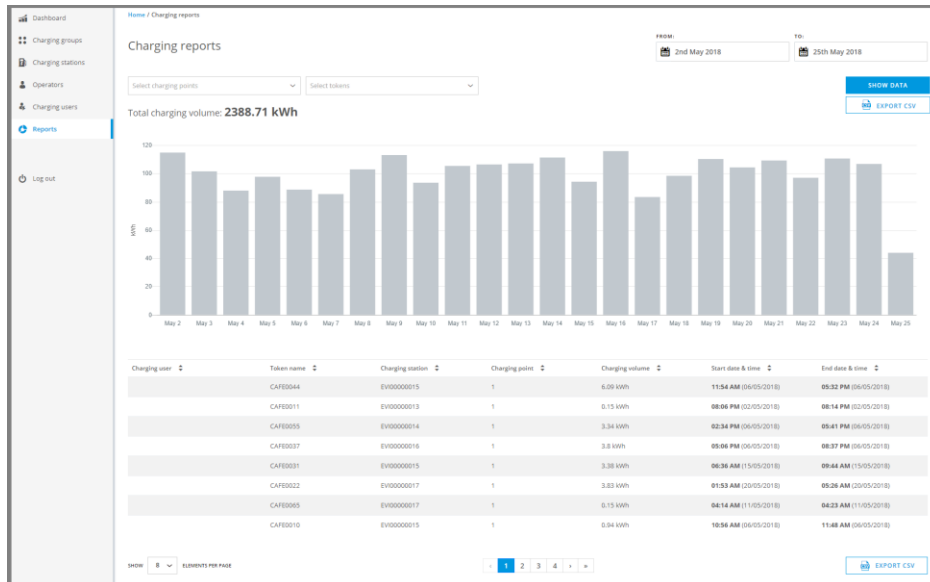 Dashboard
Charging groups
Charging stations
Operators
Charging users
Reports
Log out
Home / Charging reports
Charging reports
FROM:
2nd May 2018
TO:
25th May 2018
Select charging points
Select tokens
SHOW DATA
EXPORT CSV
Total charging volume: 2388.71 kWh
kWh
120
100
80
60
40
20
0
May 2 May 3 May 4 May 5 May 6 May 7 May 8 May 9 May 10 May 11 May 12 May 13 May 14 May 15 May 16 May 17 May 18 May 19 May 20 May 21 May 22 May 23 May 24 May 25
Charging user Token name Charging station Charging point Charging volume Start date & time End date & time
CAFE0044 EVI00000015 1 6.09 kWh 11:54 AM (06/05/2018) 05:32 PM (06/05/2018)
CAFE0011 EVI00000013 1 0.15 kWh 08:06 PM (02/05/2018) 08:14 PM (02/05/2018)
CAFE0055 EVI00000014 1 3.34 kWh 02:34 PM (06/05/2018) 05:41 PM (06/05/2018)
CAFE0037 EVI00000016 1 3.8 kWh 05:06 PM (06/05/2018) 08:37 PM (06/05/2018)
CAFE0031 EVI00000015 1 3.38 kWh 06:36 AM (15/05/2018) 09:44 AM (15/05/2018)
CAFE0022 EVI00000017 1 3.83 kWh 01:53 AM (20/05/2018) 05:26 AM (20/05/2018)
CAFE0065 EVI00000017 1 0.15 kWh 04:14 AM (11/05/2018) 04:23 AM (11/05/2018)
CAFE0010 EVI00000015 1 0.94 kWh 10:56 AM (06/05/2018) 11:48 AM (06/05/2018)
SHOW 8 ELEMENTS PER PAGE
‹ 1 2 3 4 › »
EXPORT CSV